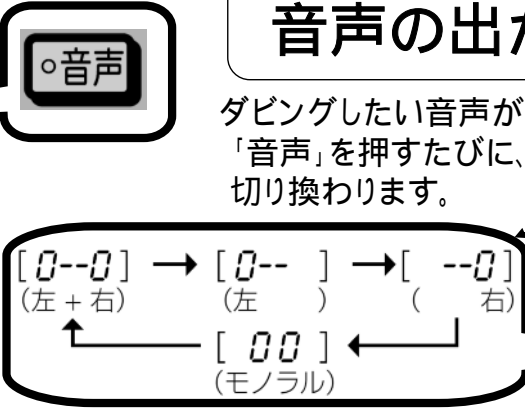 ○音声
音声の出
ダビングしたい音声が
「音声」を押すたびに、
切り換わります。
[0--0] → [0-- ] → [ --0]
(左 + 右) (左 ) ( 右)
[ 00 ]
(モノラル)